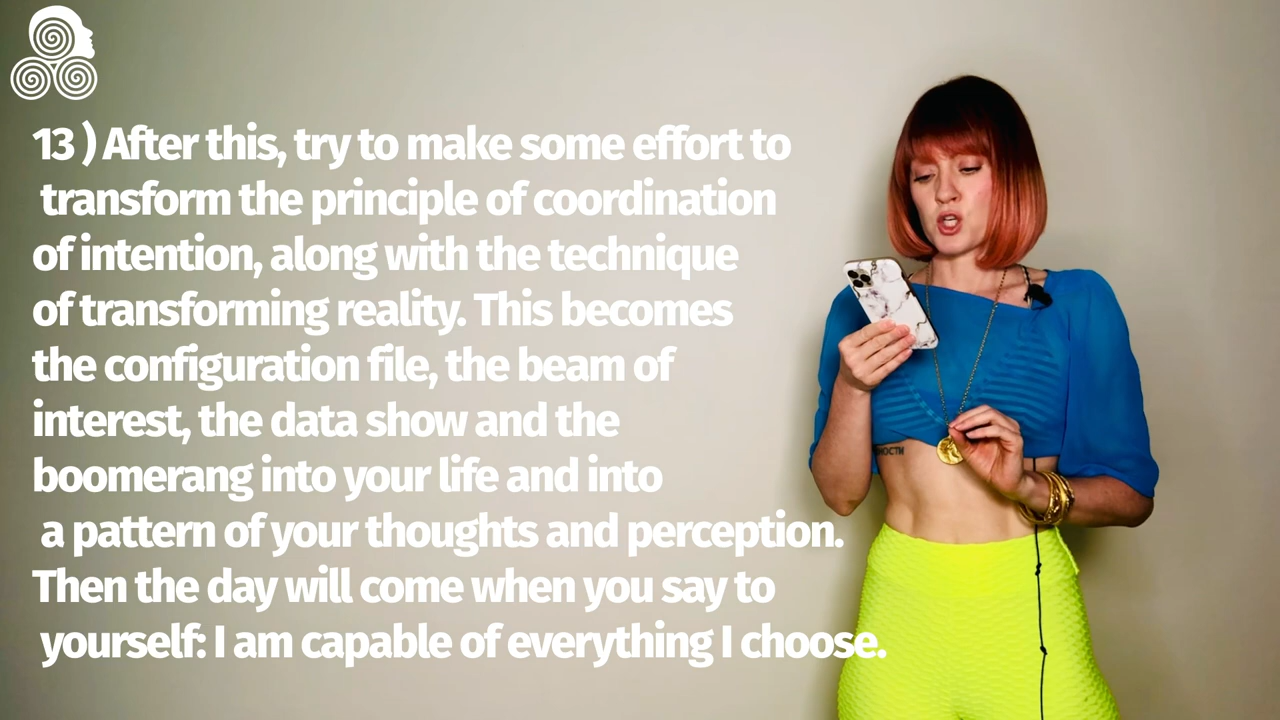 13 ) After this, try to make some effort to
transform the principle of coordination
of intention, along with the technique
of transforming reality. This becomes
the configuration file, the beam of
interest, the data show and the
boomerang into your life and into
a pattern of your thoughts and perception.
Then the day will come when you say to
yourself: I am capable of everything I choose.